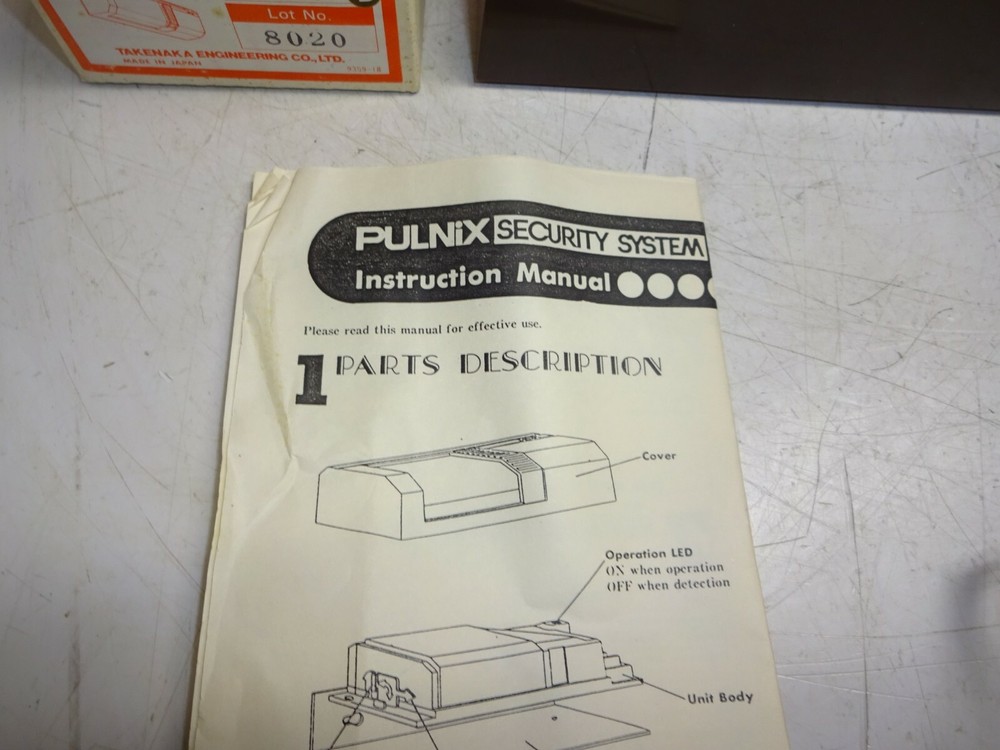 Lot No.
8020
TAKENAKA ENGINEERING CO., LTD.
MADE IN JAPAN
PULNiX SECURITY SYSTEM
Instruction Manual
Please read this manual for effective use.
1 PARTS DESCRIPTION
Cover
Operation LED
ON when operation
OFF when detection
Unit Body